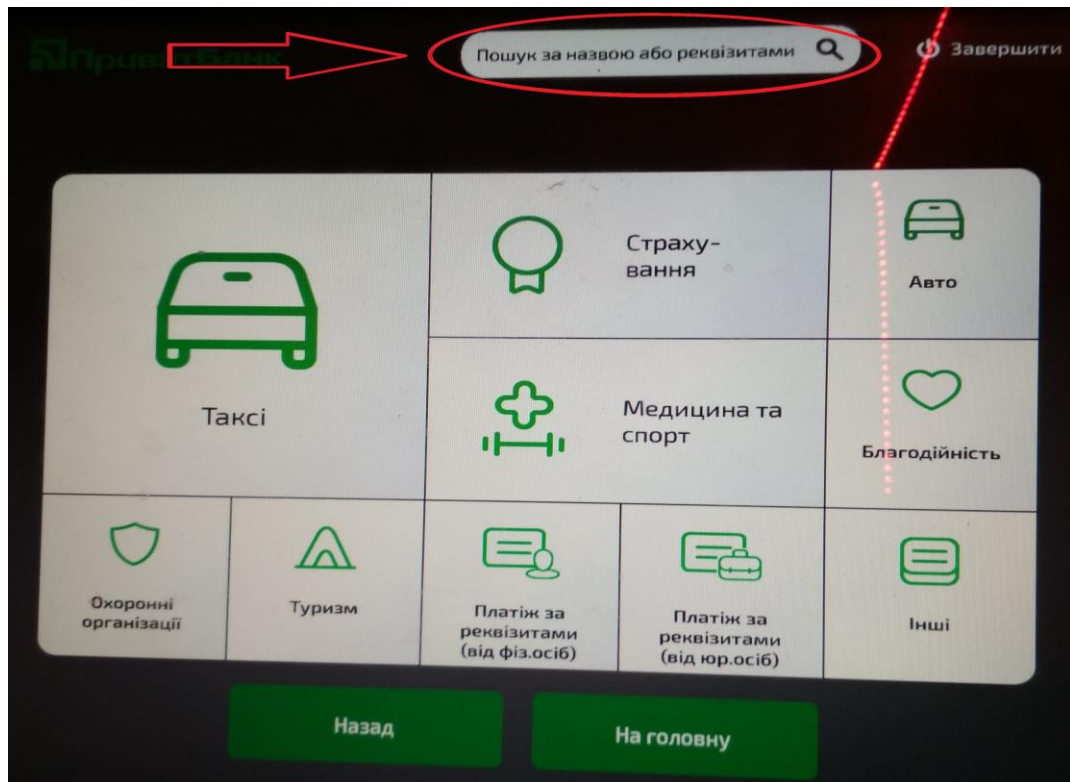 ПриватБанк
Пошук за назвою або реквізитами
Завершити
Таксі
Страху-
вання
Авто
Медицина та
спорт
Благодійність
Охоронні
організації
Туризм
Платіж за
реквізитами
(від фіз.осіб)
Платіж за
реквізитами
(від юр.осіб)
Інші
Назад
На головну